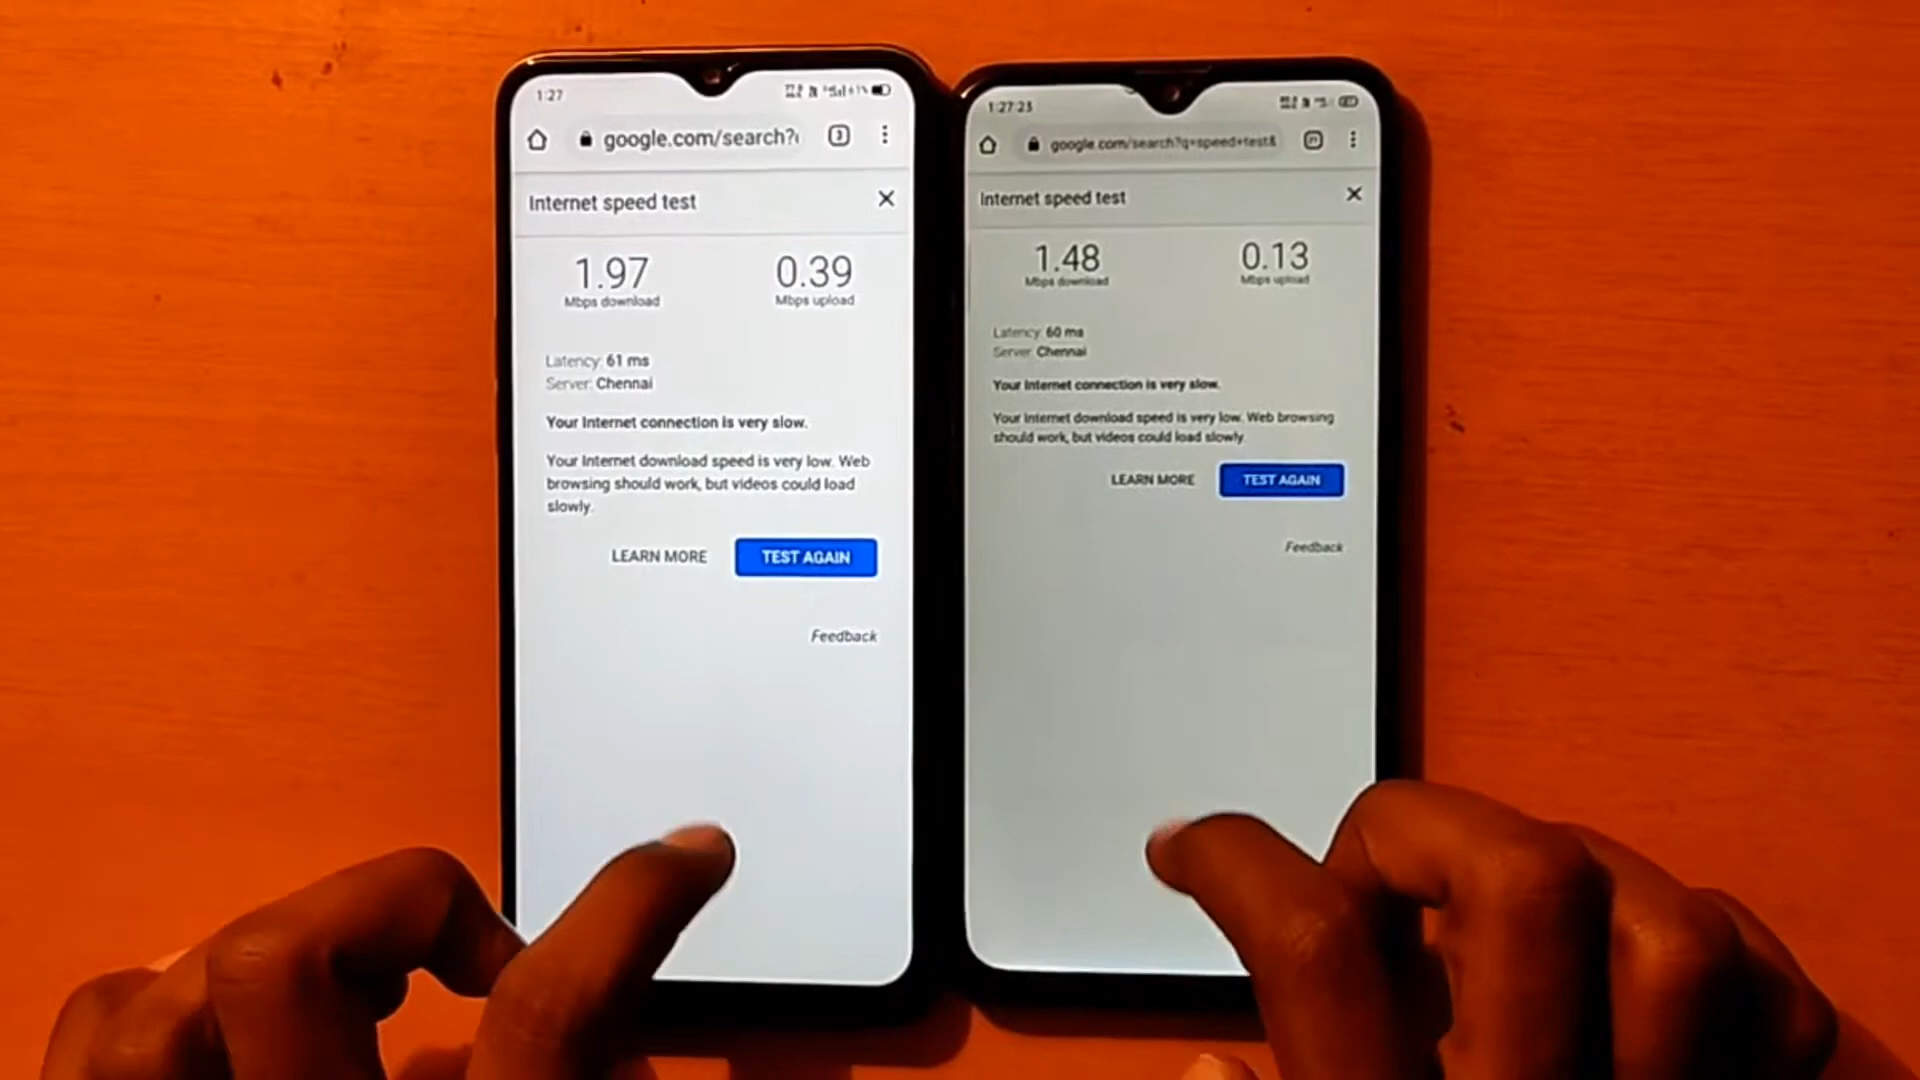 1:27
google.com/search?
3
Internet speed test
1.97
Mbps download
0.39
Mbps upload
Latency: 61 ms
Server: Chennai
Your Internet connection is very slow.
Your Internet download speed is very low. Web
browsing should work, but videos could load
slowly.
LEARN MORE
TEST AGAIN
Feedback
1:27:23
google.com/search?q=speed+test&
Internet speed test
1.48
Mbps download
0.13
Mbps upload
Latency: 60 ms
Server: Chennai
Your Internet connection is very slow.
Your Internet download speed is very low. Web browsing
should work, but videos could load slowly.
LEARN MORE
TEST AGAIN
Feedback